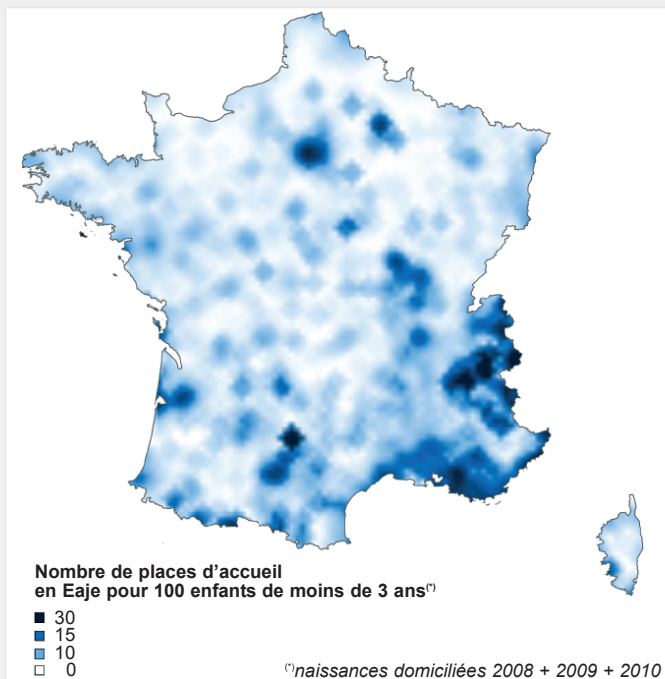 Nombre de places d’accueil
en Eaje pour 100 enfants de moins de 3 ans(*)
30
15
10
0
(*)naissances domiciliées 2008 + 2009 + 2010